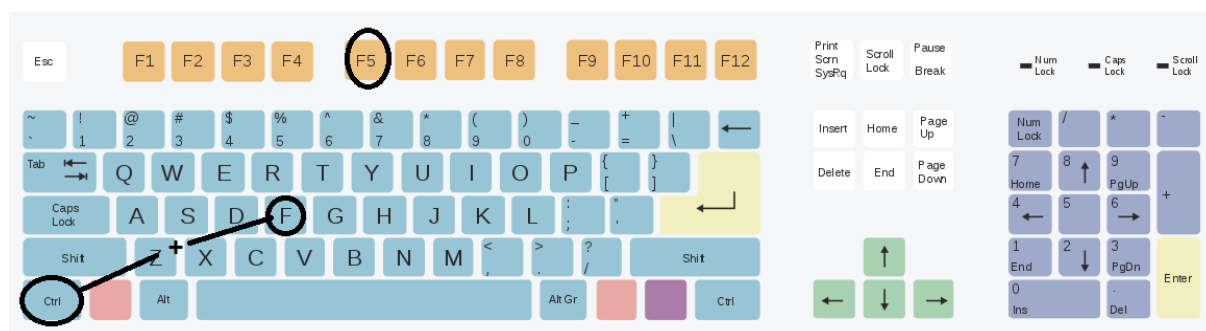 Esc F1 F2 F3 F4 F5 F6 F7 F8 F9 F10 F11 F12 Print Scrn SysRq Scroll Lock Pause Break Num Lock Caps Lock Scroll Lock
~ ` ! 1 @ 2 # 3 $ 4 % 5 ^ 6 & 7 * 8 ( 9 ) 0 _ - + = | \ ← Insert Home Page Up Num Lock / * -
Tab Q W E R T Y U I O P { [ } ] Delete End Page Down 7 Home 8 ↑ 9 PgUp +
Caps Lock A S D F G H J K L : ; " ' 4 ← 5 6 →
Shift Z + X C V B N M < , > . ? / Shift ↑ 1 End 2 ↓ 3 PgDn Enter
Ctrl Alt Alt Gr Ctrl ← ↓ → 0 Ins . Del